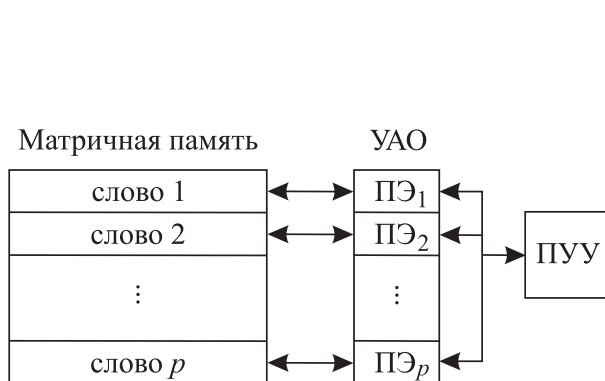 Матричная память УАО
слово 1 ПЭ₁
слово 2 ПЭ₂ ПУУ
⋮ ⋮
слово p ПЭₚ